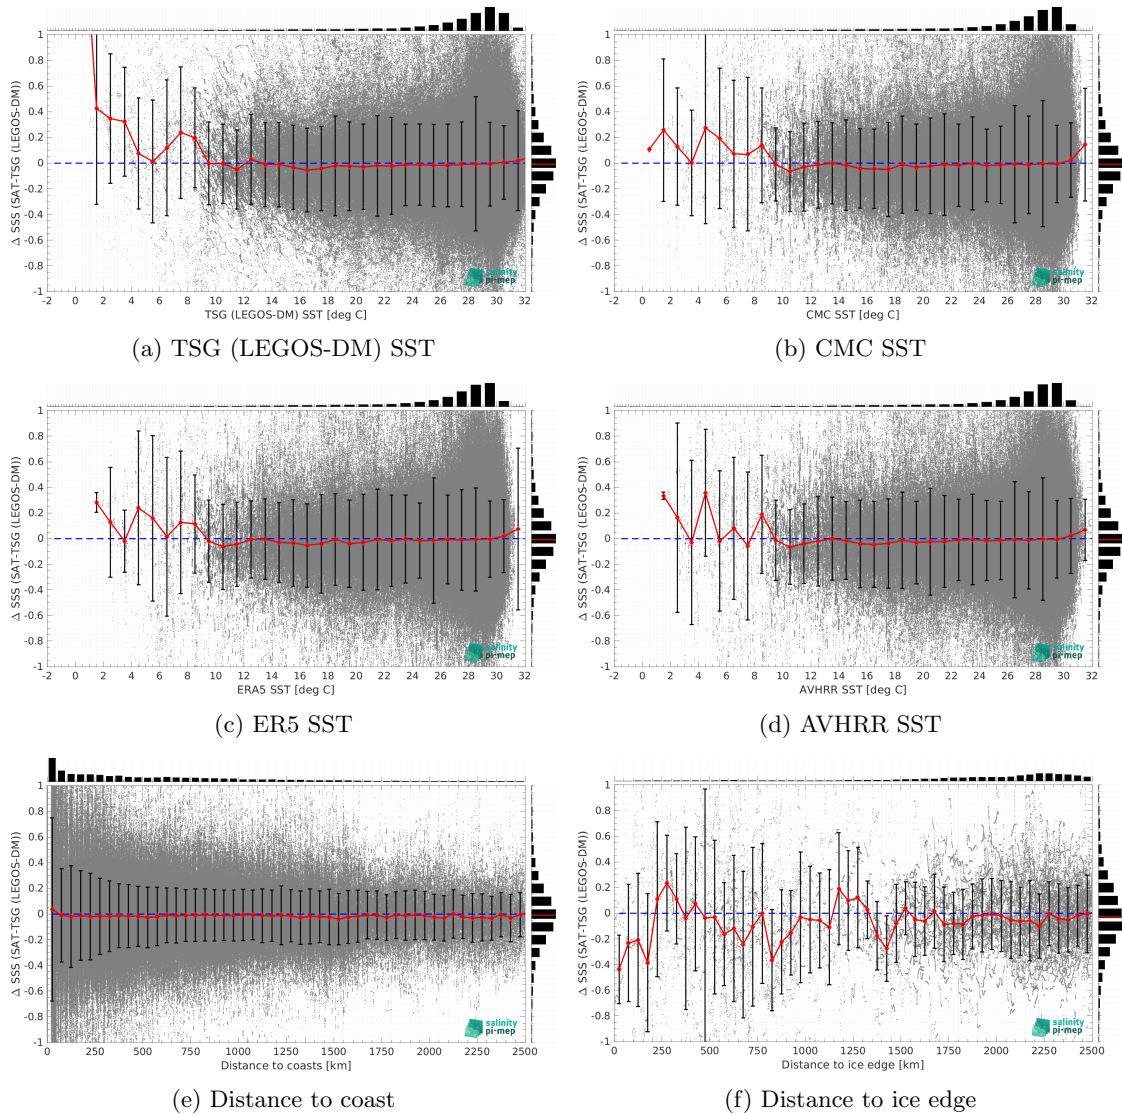 1
0.8
0.6
0.4
0.2
0
-0.2
-0.4
-0.6
-0.8
-1
Δ SSS (SAT-TSG (LEGOS-DM))
salinity
pi-mep
-2 0 2 4 6 8 10 12 14 16 18 20 22 24 26 28 30 32
TSG (LEGOS-DM) SST [deg C]
(a) TSG (LEGOS-DM) SST
1
0.8
0.6
0.4
0.2
0
-0.2
-0.4
-0.6
-0.8
-1
Δ SSS (SAT-TSG (LEGOS-DM))
salinity
pi-mep
-2 0 2 4 6 8 10 12 14 16 18 20 22 24 26 28 30 32
CMC SST [deg C]
(b) CMC SST
1
0.8
0.6
0.4
0.2
0
-0.2
-0.4
-0.6
-0.8
-1
Δ SSS (SAT-TSG (LEGOS-DM))
salinity
pi-mep
-2 0 2 4 6 8 10 12 14 16 18 20 22 24 26 28 30 32
ERA5 SST [deg C]
(c) ER5 SST
1
0.8
0.6
0.4
0.2
0
-0.2
-0.4
-0.6
-0.8
-1
Δ SSS (SAT-TSG (LEGOS-DM))
salinity
pi-mep
-2 0 2 4 6 8 10 12 14 16 18 20 22 24 26 28 30 32
AVHRR SST [deg C]
(d) AVHRR SST
1
0.8
0.6
0.4
0.2
0
-0.2
-0.4
-0.6
-0.8
-1
Δ SSS (SAT-TSG (LEGOS-DM))
salinity
pi-mep
0 250 500 750 1000 1250 1500 1750 2000 2250 2500
Distance to coasts [km]
(e) Distance to coast
1
0.8
0.6
0.4
0.2
0
-0.2
-0.4
-0.6
-0.8
-1
Δ SSS (SAT-TSG (LEGOS-DM))
salinity
pi-mep
0 250 500 750 1000 1250 1500 1750 2000 2250 2500
Distance to ice edge [km]
(f) Distance to ice edge